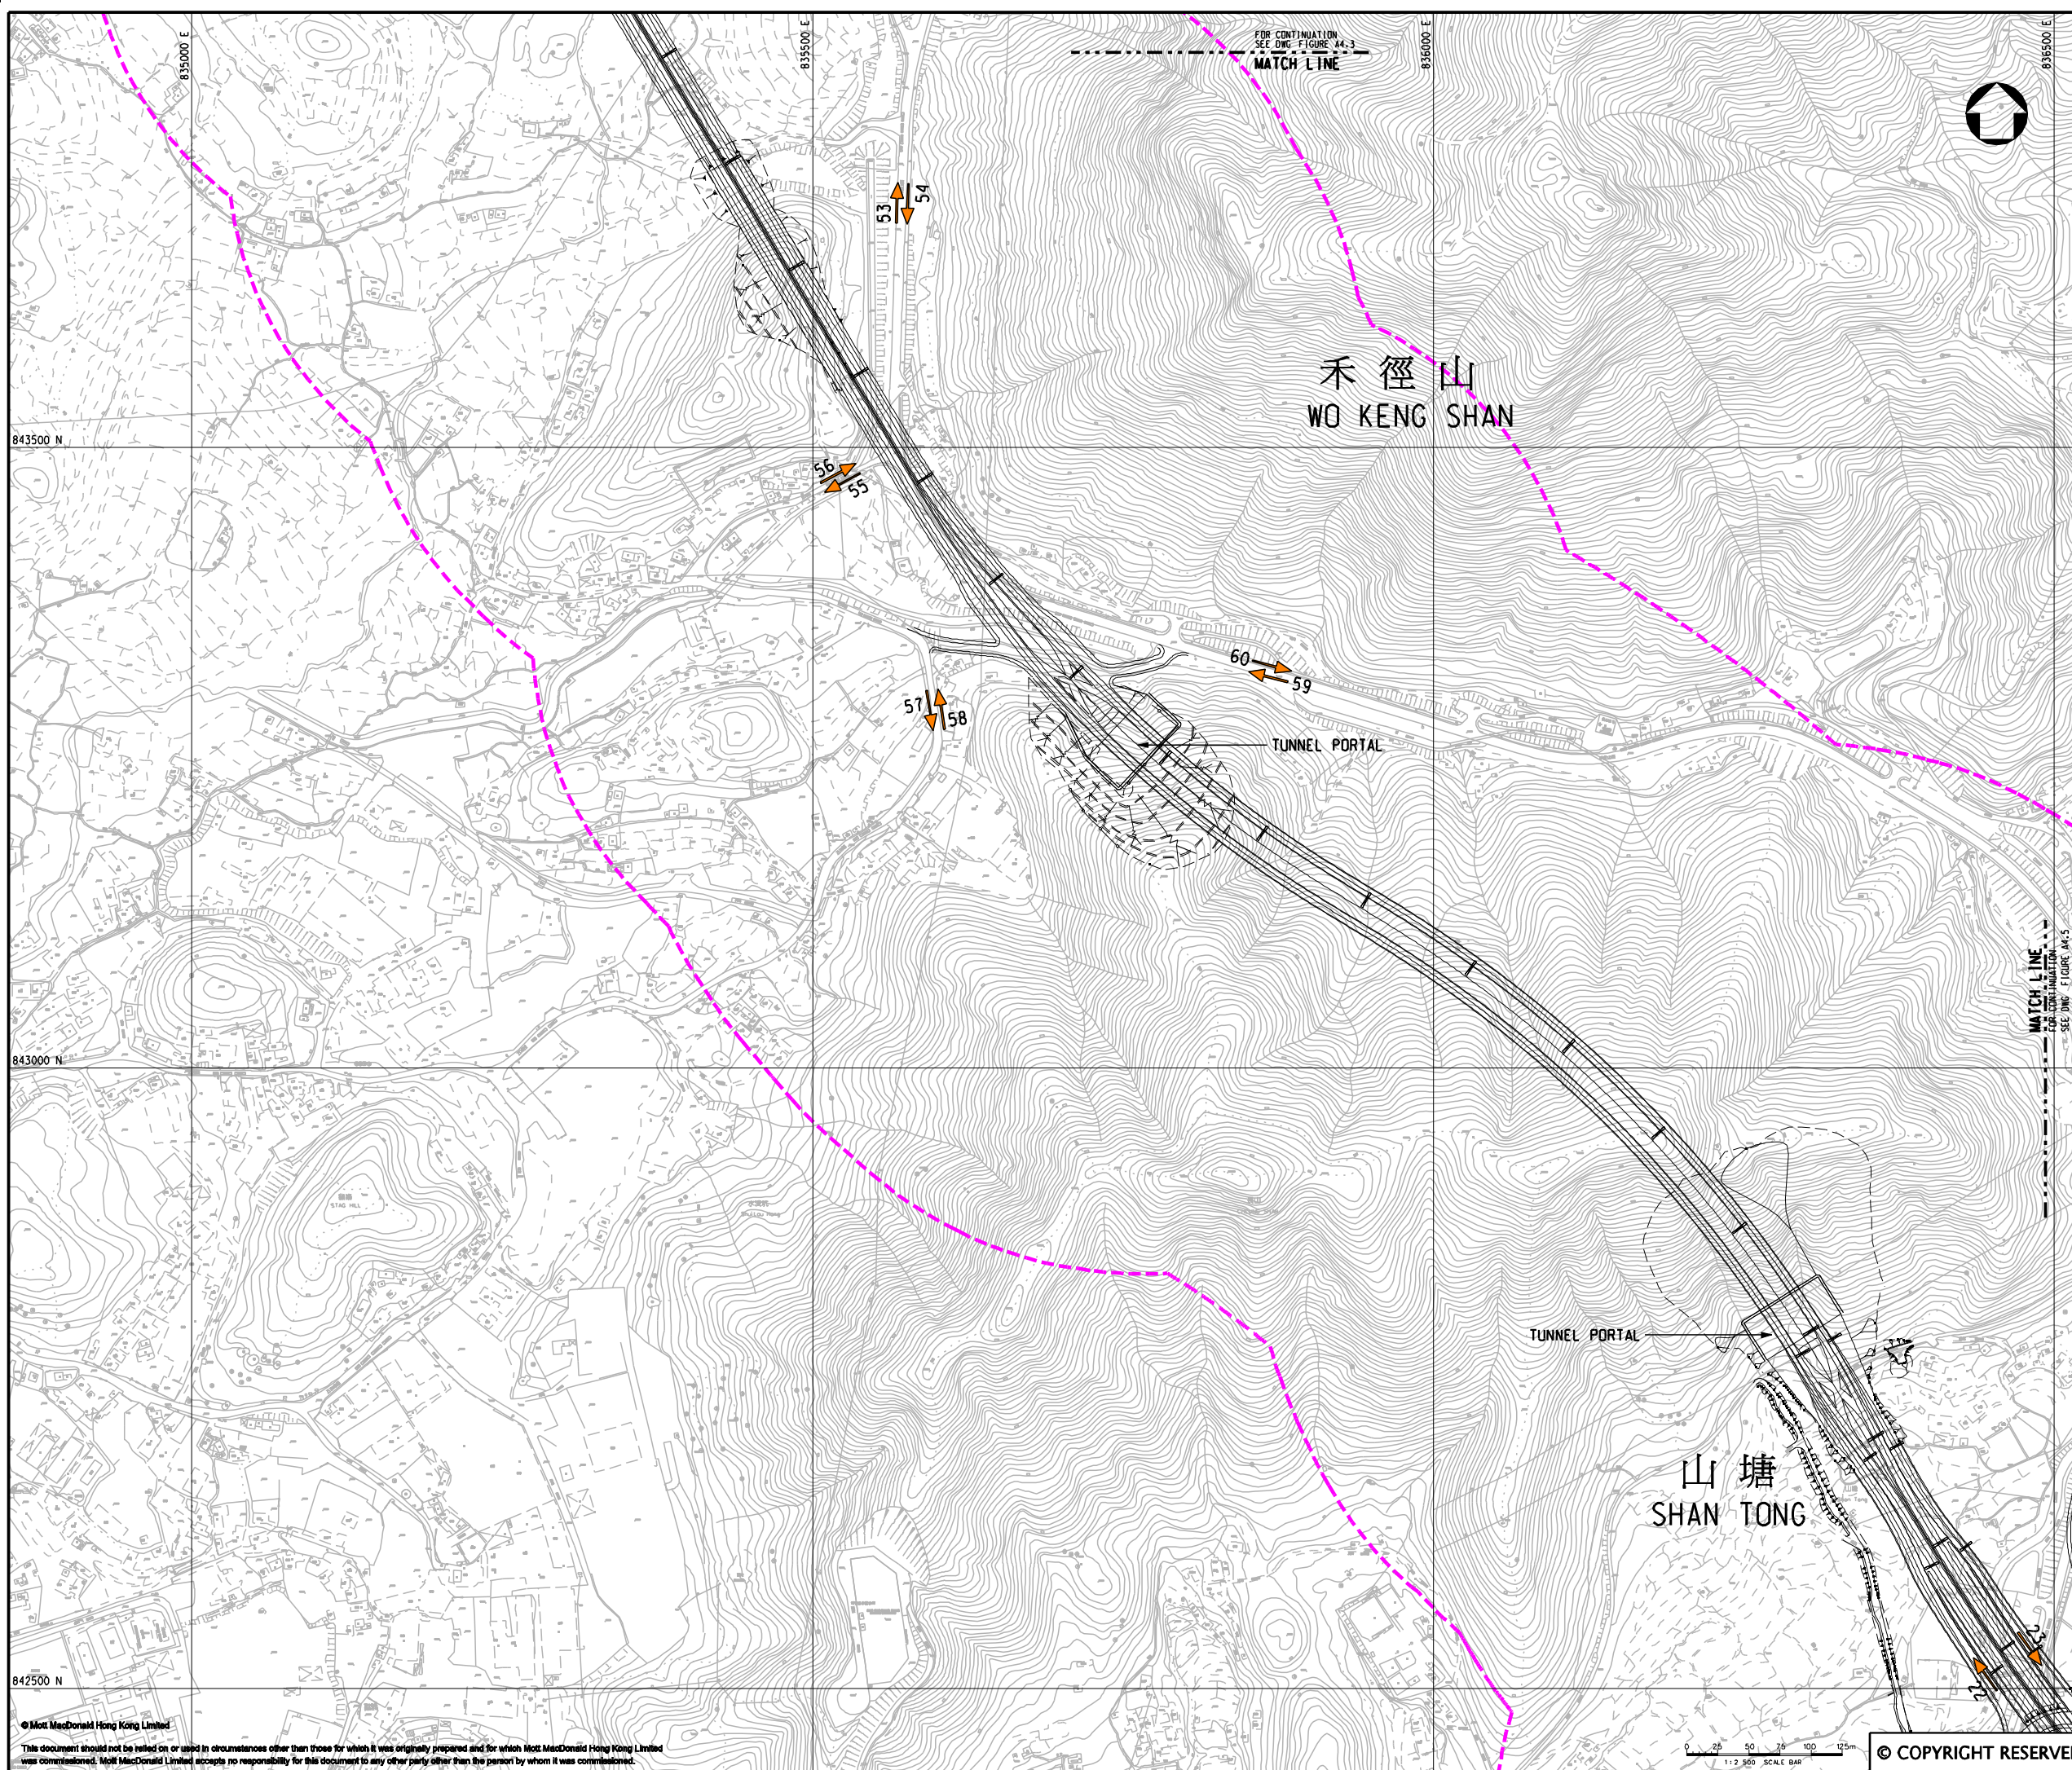 835000 E
835500 E
836000 E
836500 E
FOR CONTINUATION
SEE DWG FIGURE A4.3
MATCH LINE
53
54
禾徑山
WO KENG SHAN
843500 N
56
55
60
59
57
58
TUNNEL PORTAL
MATCH LINE
FOR CONTINUATION
SEE DWG FIGURE A4.5
843000 N
STAG HILL
TUNNEL PORTAL
山塘
SHAN TONG
23
22
842500 N
© Mott MacDonald Hong Kong Limited
This document should not be relied on or used in circumstances other than those for which it was originally prepared and for which Mott MacDonald Hong Kong Limited
was commissioned. Mott MacDonald Limited accepts no responsibility for this document to any other party other than the person by whom it was commissioned.
0 25 50 75 100 125m
1:2 500 SCALE BAR
© COPYRIGHT RESERVE